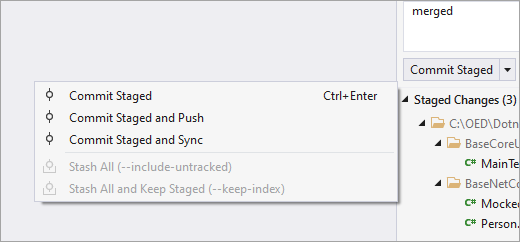 merged
Commit Staged
Commit Staged Ctrl+Enter
Commit Staged and Push
Commit Staged and Sync
Stash All (--include-untracked)
Stash All and Keep Staged (--keep-index)
Staged Changes (3)
C:\OED\Dotn
BaseCoreU
C# MainTe
BaseNetCo
C# Mocke
C# Person.